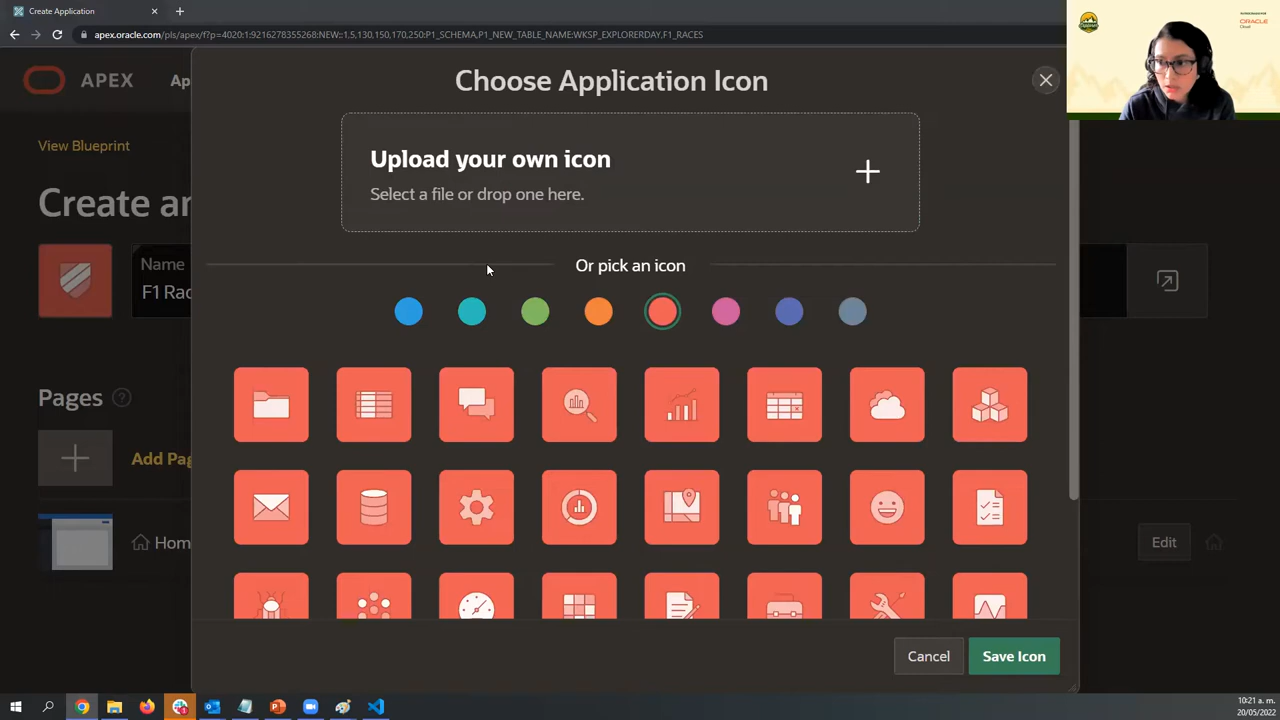 Create Application
apex.oracle.com/pls/apex/f?p=4020:1:9216278355268:NEW::1.5,130.139.170,250:P1_SCHEMA,P1_NEW_TABLE_NAME:WKSP_EXPLORERDAY,F1_RACES
APEX
Ap
Choose Application Icon
View Blueprint
Upload your own icon
Select a file or drop one here.
Create an
Name
F1 Rac
Or pick an icon
Pages
Add Pag
Home
Edit
Cancel
Save Icon
10:21 a. m.
20/05/2022